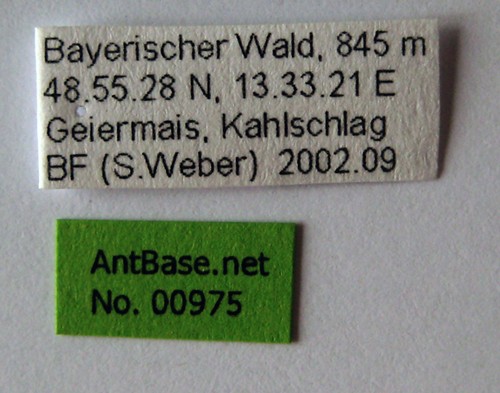 Bayerischer Wald, 845 m
48.55.28 N, 13.33.21 E
Geiermais, Kahlschlag
BF (S.Weber) 2002.09
AntBase.net
No. 00975